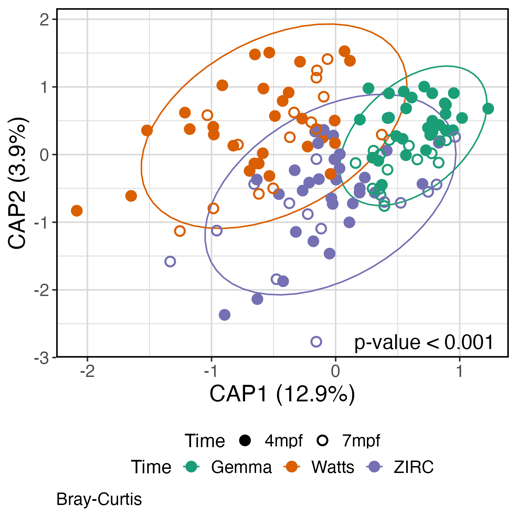 2
1
0
-1
-2
-3
CAP2 (3.9%)
p-value < 0.001
-2 -1 0 1
CAP1 (12.9%)
Time 4mpf 7mpf
Time Gemma Watts ZIRC
Bray-Curtis